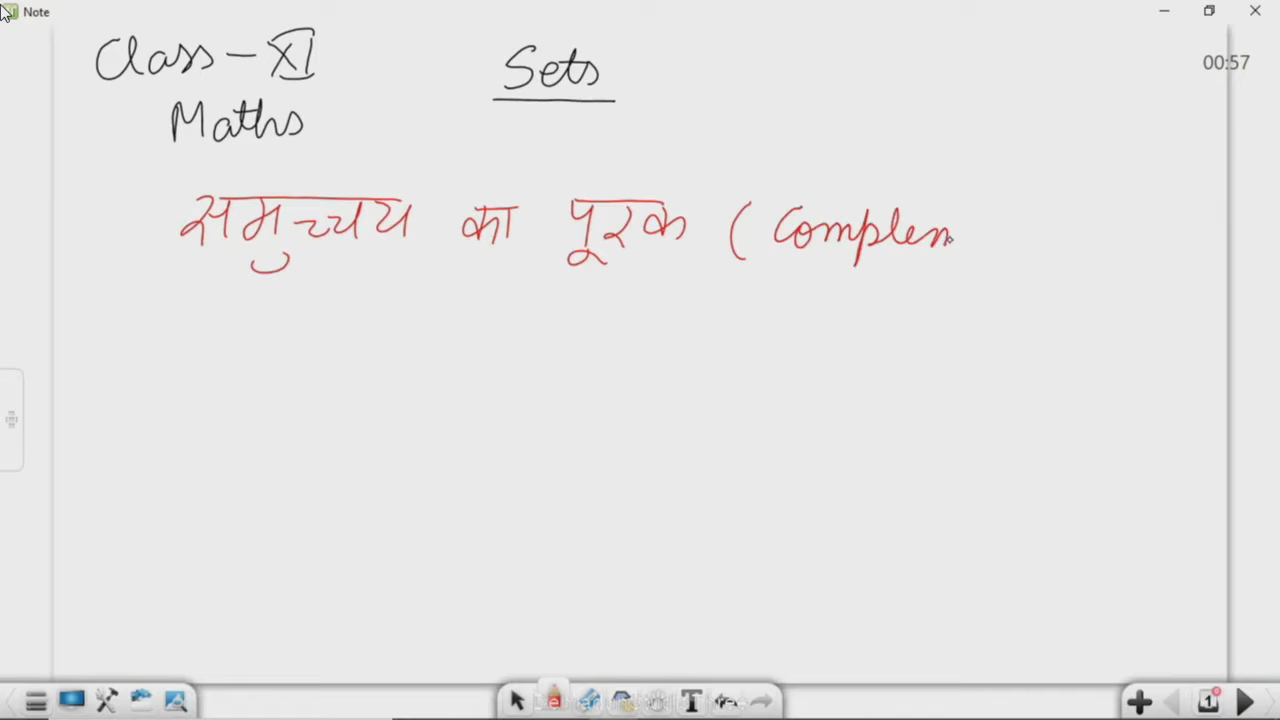 Note
Class - XI
Sets
00:57
Maths
समुच्चय का पूरक ( Complem